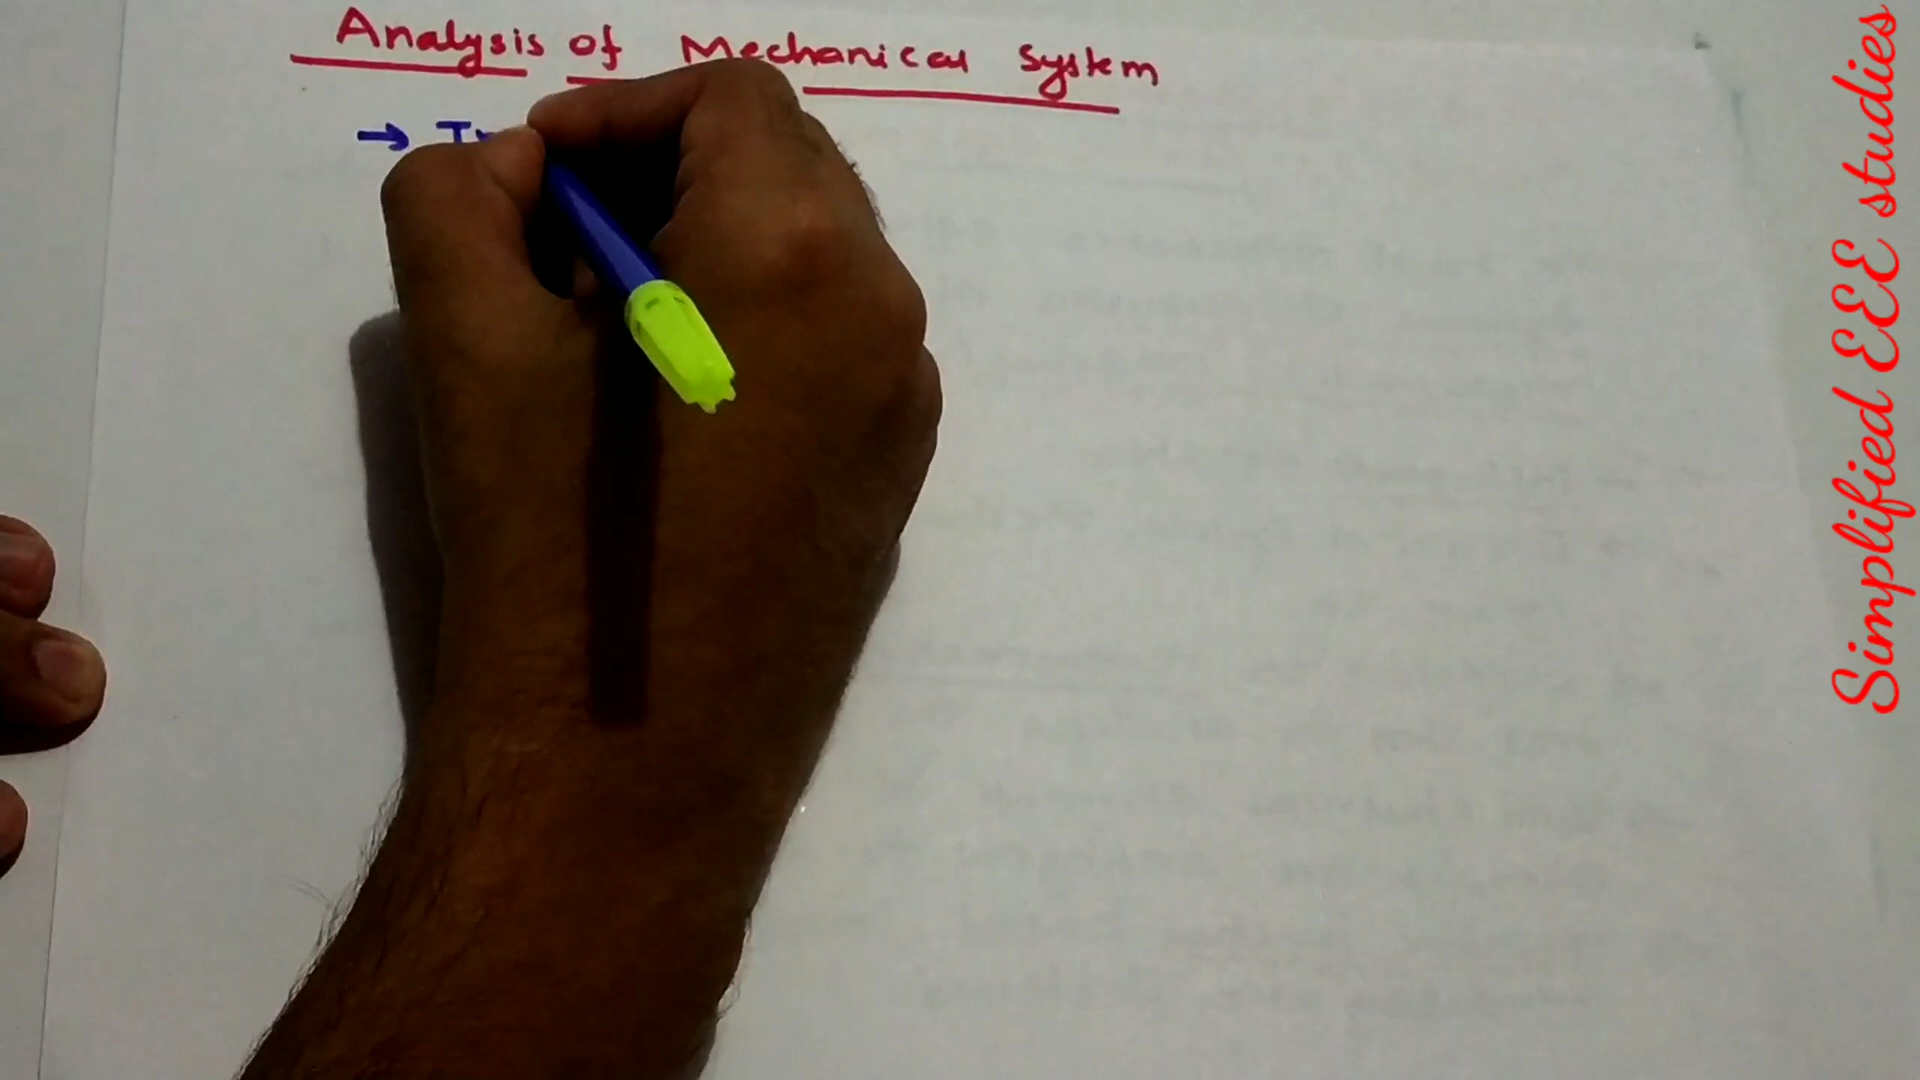 Analysis of Mechanical System
→
Simplified EEE studies